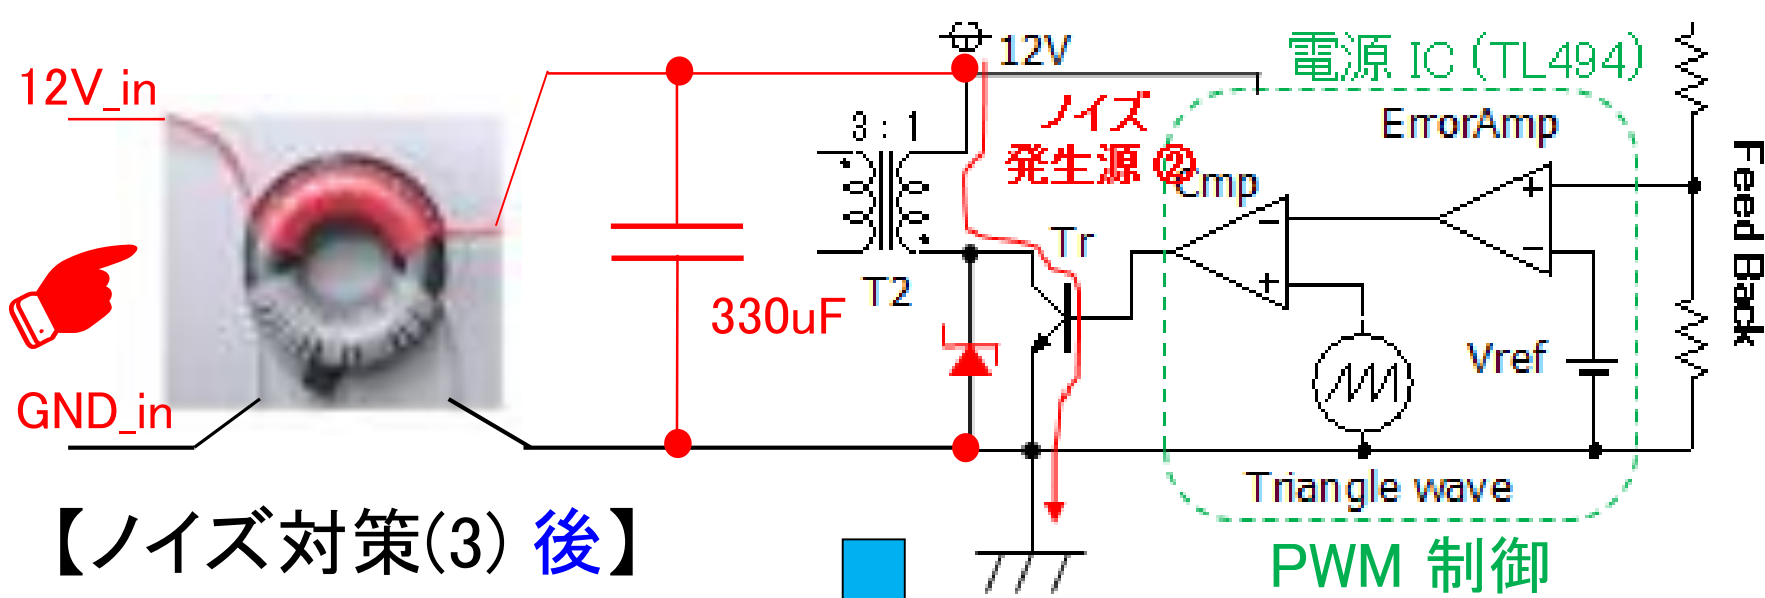 12V_in
GND_in
330uF
12V
3 : 1
T2
ノイズ
発生源 ②
Tr
電源 IC (TL494)
ErrorAmp
Cmp
Vref
Triangle wave
PWM 制御
Feed Back
【ノイズ対策(3) 後】